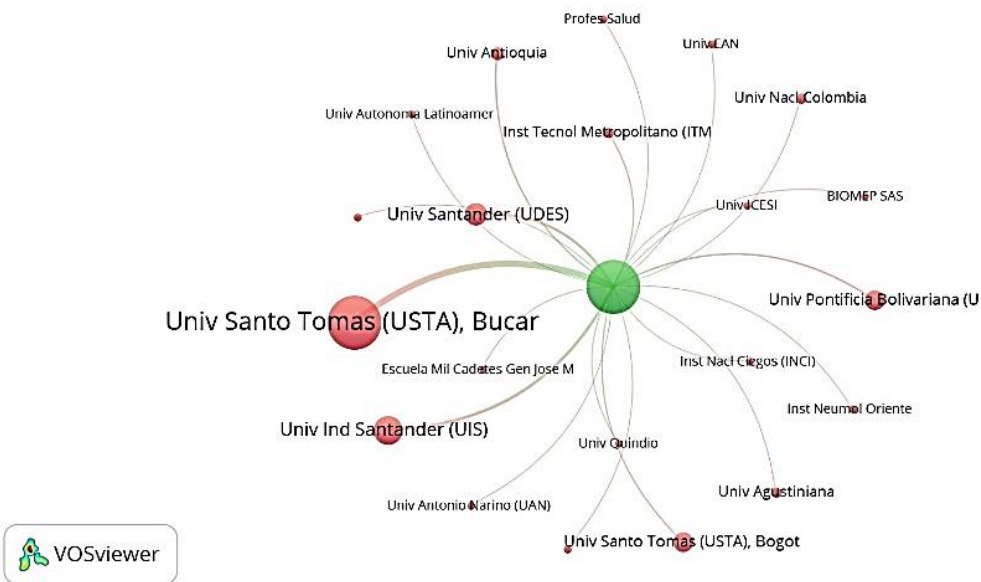 Profes Salud
Univ EAN
Univ Antioquia
Univ Nacl Colombia
Univ Autonoma Latinoamer
Inst Tecnol Metropolitano (ITM
BIOMEP SAS
Univ ICESI
Univ Santander (UDES)
Univ Pontificia Bolivariana (U
Univ Santo Tomas (USTA), Bucar
Escuela Mil Cadetes Gen Jose M
Inst Nacl Ciegos (INCI)
Inst Neumol Oriente
Univ Ind Santander (UIS)
Univ Quindio
Univ Agustiniana
Univ Antonio Narino (UAN)
Univ Santo Tomas (USTA), Bogot
VOSviewer